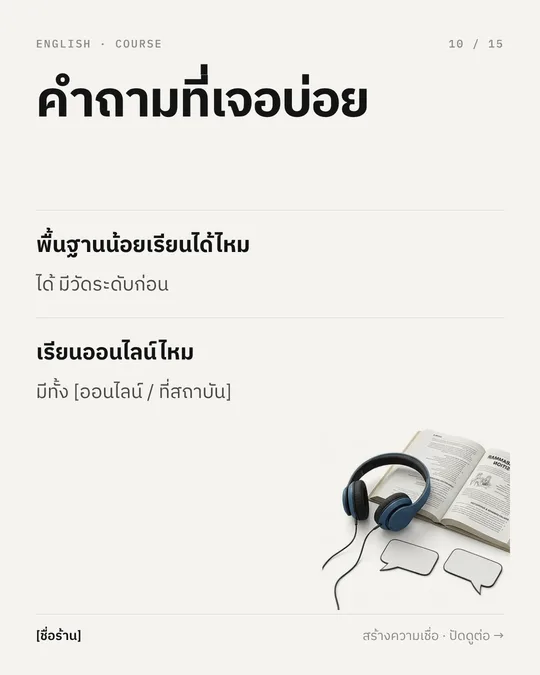 ENGLISH · COURSE
10 / 15
คำถามที่เจอบ่อย
พื้นฐานน้อยเรียนได้ไหม
ได้ มีวัดระดับก่อน
เรียนออนไลน์ไหม
มีทั้ง [ออนไลน์ / ที่สถาบัน]
[ชื่อร้าน]
สร้างความเชื่อ · ปัดดูต่อ →